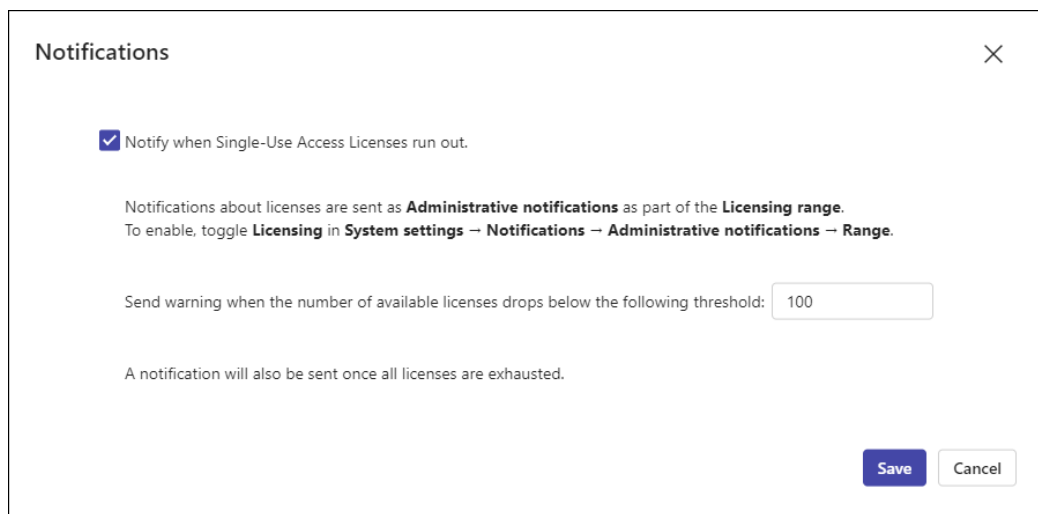 Notifications
Notify when Single-Use Access Licenses run out.
Notifications about licenses are sent as Administrative notifications as part of the Licensing range.
To enable, toggle Licensing in System settings → Notifications → Administrative notifications → Range.
Send warning when the number of available licenses drops below the following threshold: 100
A notification will also be sent once all licenses are exhausted.
Save Cancel